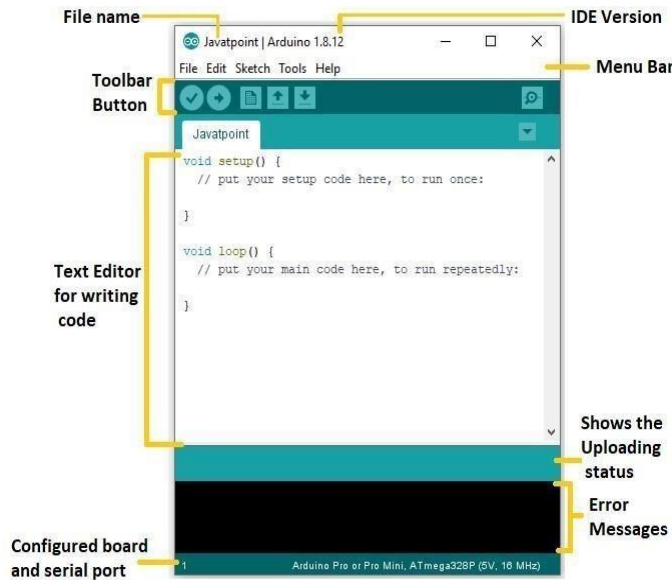 File name
IDE Version
Javatpoint | Arduino 1.8.12
File Edit Sketch Tools Help
Menu Bar
Toolbar
Button
Javatpoint
void setup() {
// put your setup code here, to run once:
}
void loop() {
// put your main code here, to run repeatedly:
}
Text Editor
for writing
code
Shows the
Uploading
status
Error
Messages
Configured board
and serial port
1
Arduino Pro or Pro Mini, ATmega328P (5V, 16 MHz)